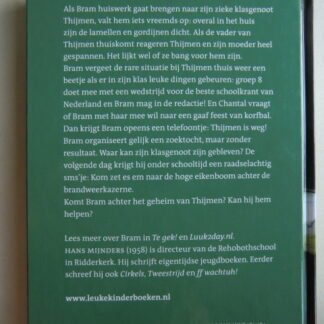 Als Bram huiswerk gaat brengen naar zijn zieke klasgenoot
Thijmen, valt hem iets vreemds op: overal in het huis
zijn de lamellen en gordijnen dicht. Als de vader van
Thijmen thuiskomt reageren Thijmen en zijn moeder heel
gespannen. Het lijkt wel of ze bang voor hem zijn.
Bram vergeet de rare situatie bij Thijmen thuis weer een
beetje als er in zijn klas leuke dingen gebeuren: groep 8
doet mee met een wedstrijd voor de beste schoolkrant van
Nederland en Bram mag in de redactie! En Chantal vraagt
of Bram met haar mee wil naar een gaaf feest van korfbal.
Dan krijgt Bram opeens een telefoontje: Thijmen is weg!
Bram organiseert gelijk een zoektocht, maar zonder
resultaat. Waar kan zijn klasgenoot zijn gebleven? De
volgende dag krijgt hij onder schooltijd een raadselachtig
sms'je: Kom zet es em naar de hoge eikenboom achter de
brandweerkazerne.
Komt Bram achter het geheim van Thijmen? Kan hij hem
helpen?
Lees meer over Bram in Te gek! en Luuk2day.nl.
HANS MIJNDERS (1958) is directeur van de Rehobothschool
in Ridderkerk. Hij schrijft eigentijdse jeugdboeken. Eerder
schreef hij ook Cirkels, Tweestrijd en ff wachtuh!
www.leukekinderboeken.nl